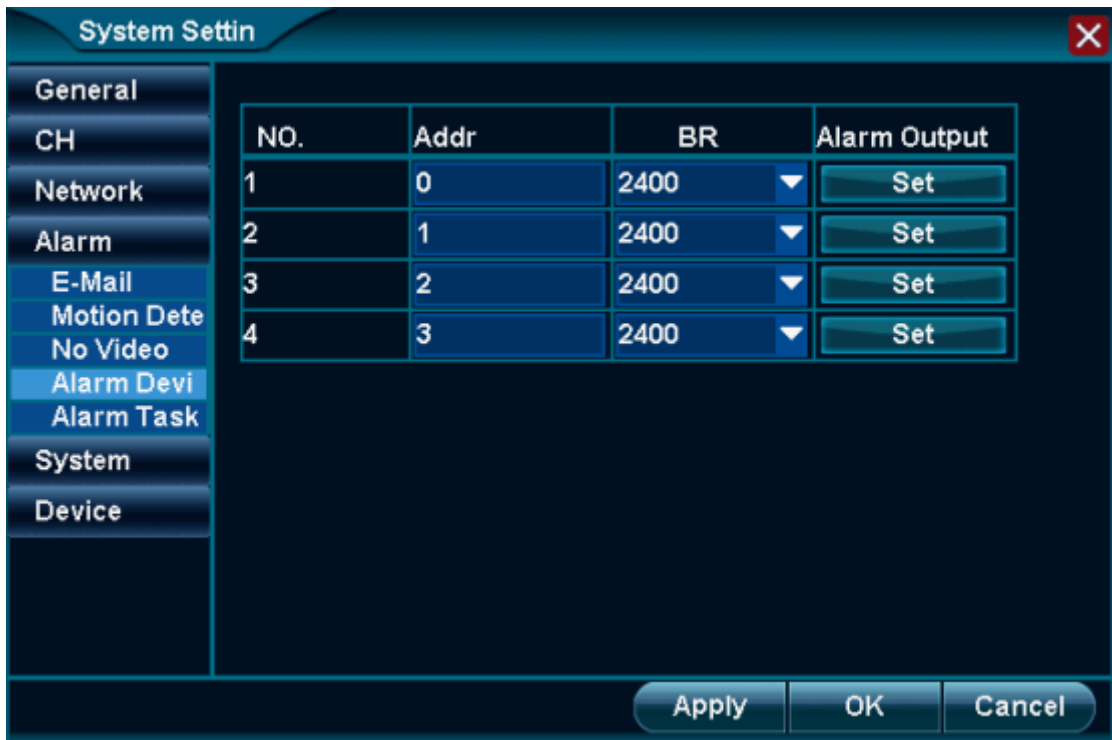 System Settin
General
CH
Network
Alarm
E-Mail
Motion Dete
No Video
Alarm Devi
Alarm Task
System
Device
NO. Addr BR Alarm Output
1 0 2400 Set
2 1 2400 Set
3 2 2400 Set
4 3 2400 Set
Apply OK Cancel